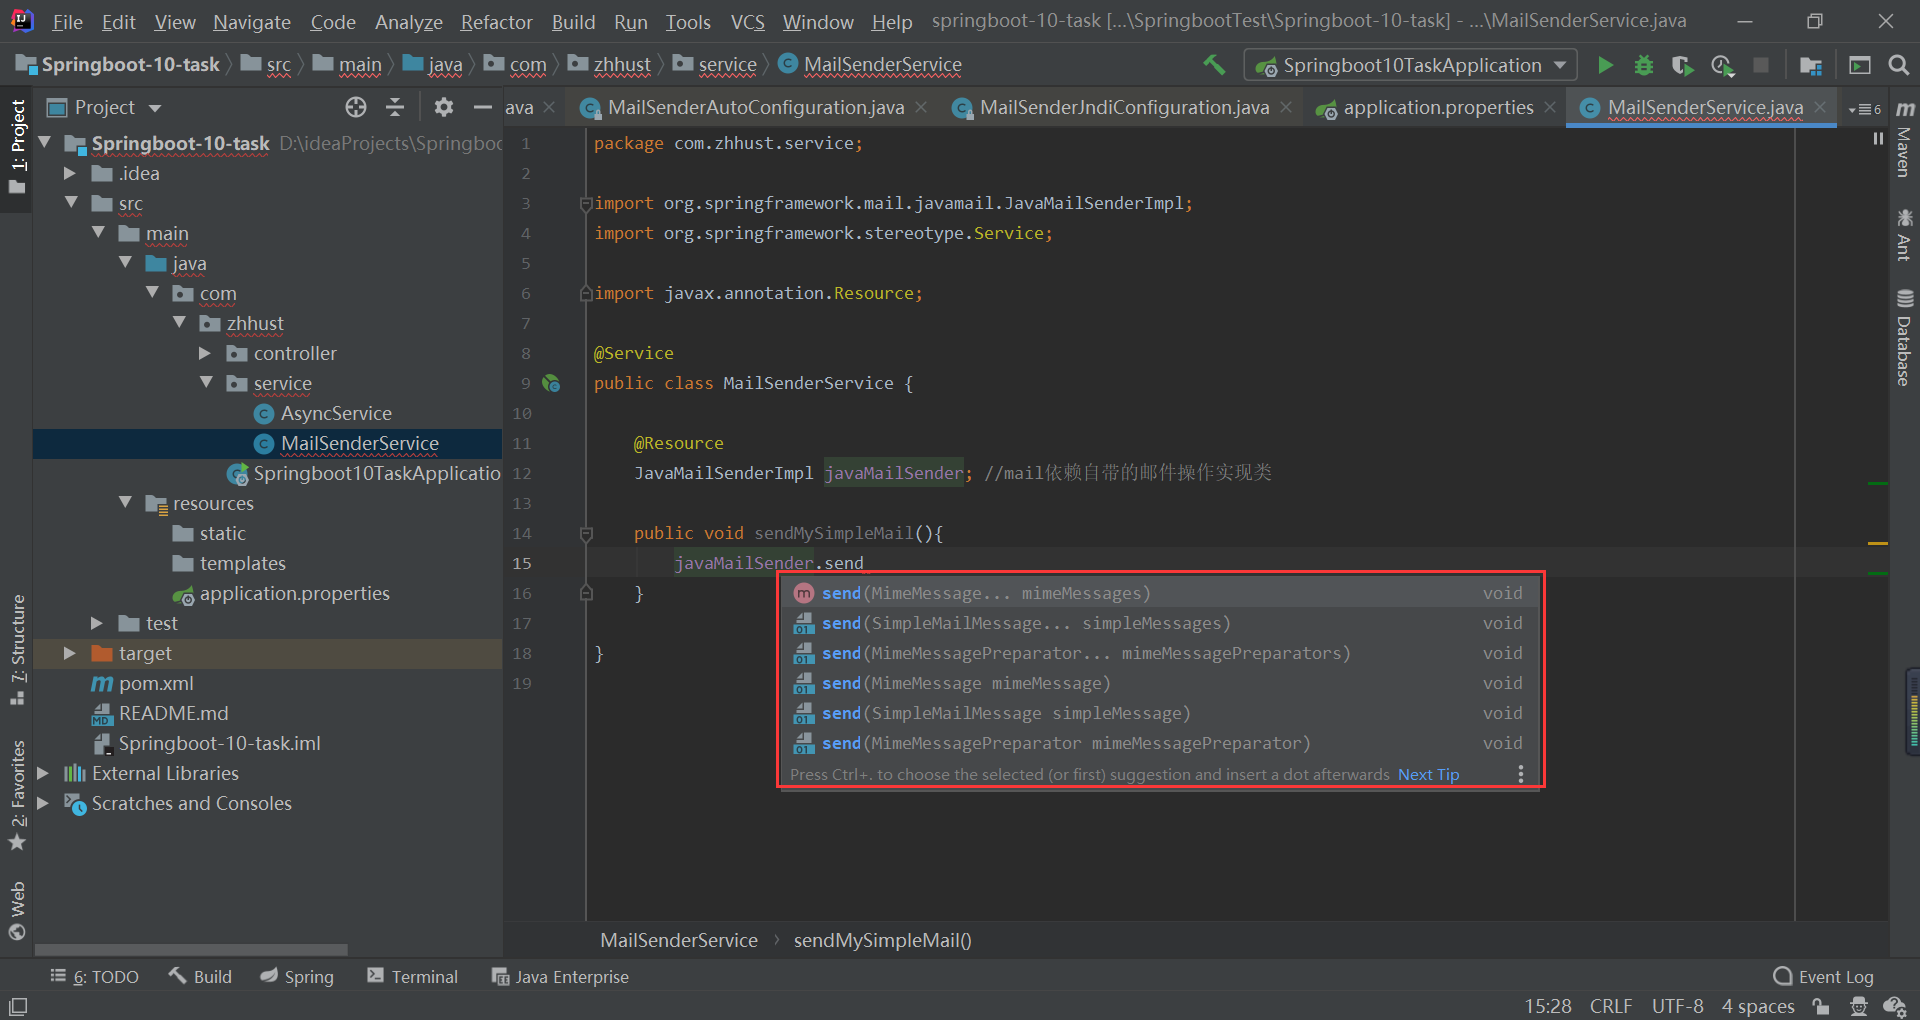 File Edit View Navigate Code Analyze Refactor Build Run Tools VCS Window Help springboot-10-task [...\SpringbootTest\Springboot-10-task] - ...\MailSenderService.java
Springboot-10-task src main java com zhhust service MailSenderService Springboot10TaskApplication
Project
ava MailSenderAutoConfiguration.java MailSenderJndiConfiguration.java application.properties MailSenderService.java 6
1: Project
7: Structure
2: Favorites
Web
Springboot-10-task D:\ideaProjects\Springboo
.idea
src
main
java
com
zhhust
controller
service
AsyncService
MailSenderService
Springboot10TaskApplicatio
resources
static
templates
application.properties
test
target
pom.xml
README.md
Springboot-10-task.iml
External Libraries
Scratches and Consoles
1 package com.zhhust.service;
2
3 import org.springframework.mail.javamail.JavaMailSenderImpl;
4 import org.springframework.stereotype.Service;
5
6 import javax.annotation.Resource;
7
8 @Service
9 public class MailSenderService {
10
11 @Resource
12 JavaMailSenderImpl javaMailSender; //mail依赖自带的邮件操作实现类
13
14 public void sendMySimpleMail(){
15 javaMailSender.send
16 }
17
18 }
19
send(MimeMessage... mimeMessages) void
send(SimpleMailMessage... simpleMessages) void
send(MimeMessagePreparator... mimeMessagePreparators) void
send(MimeMessage mimeMessage) void
send(SimpleMailMessage simpleMessage) void
send(MimeMessagePreparator mimeMessagePreparator) void
Press Ctrl+. to choose the selected (or first) suggestion and insert a dot afterwards Next Tip
Maven
Ant
Database
MailSenderService sendMySimpleMail()
6: TODO Build Spring Terminal Java Enterprise Event Log
15:28 CRLF UTF-8 4 spaces